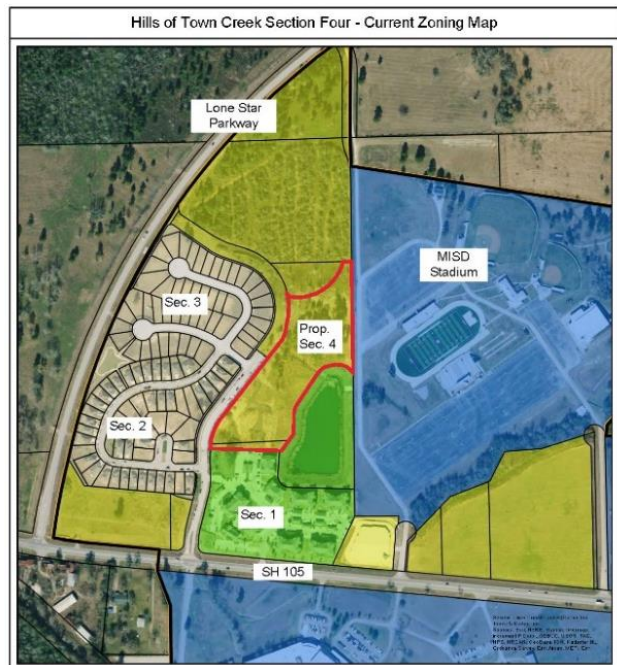 Hills of Town Creek Section Four - Current Zoning Map
Lone Star
Parkway
MISD
Stadium
Sec. 3
Prop.
Sec. 4
Sec. 2
Sec. 1
SH 105